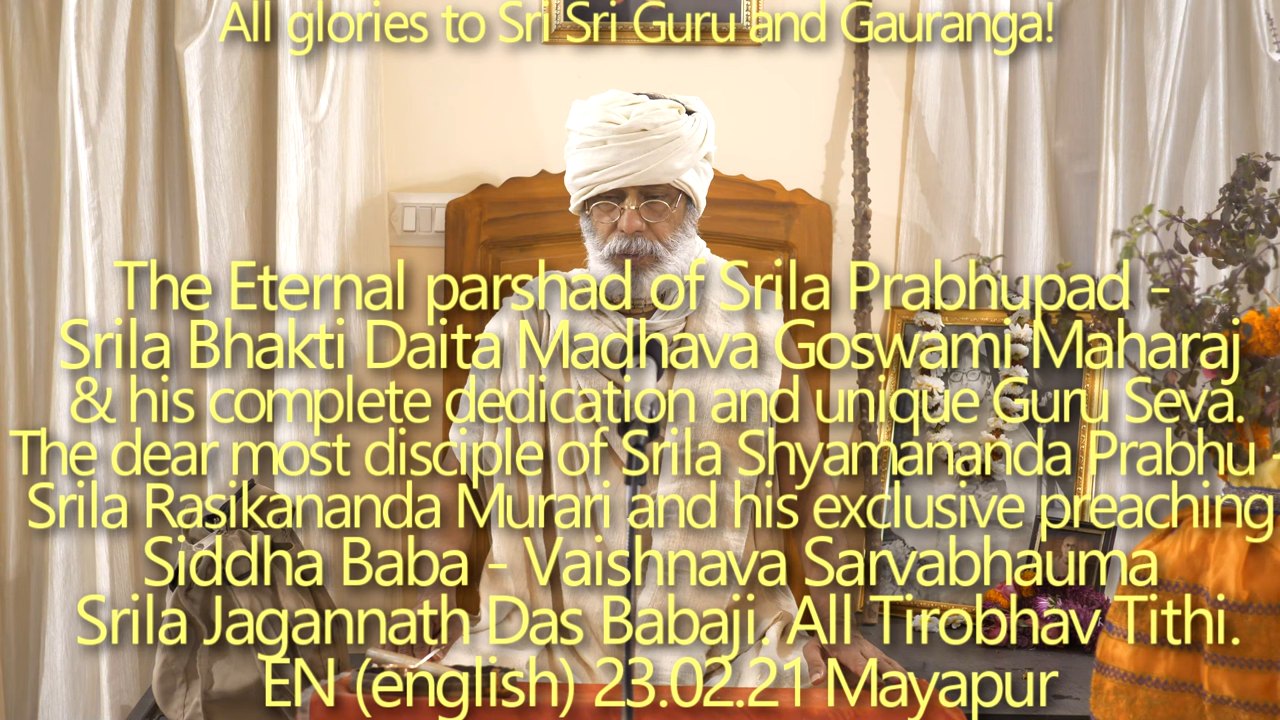 All glories to Sri Sri Guru and Gauranga!
The Eternal parshad of Srila Prabhupad -
Srila Bhakti Daita Madhava Goswami Maharaj
& his complete dedication and unique Guru Seva.
The dear most disciple of Srila Shyamananda Prabhu -
Srila Rasikananda Murari and his exclusive preaching
Siddha Baba - Vaishnava Sarvabhauma
Srila Jagannath Das Babaji. All Tirobhav Tithi.
EN (english) 23.02.21 Mayapur